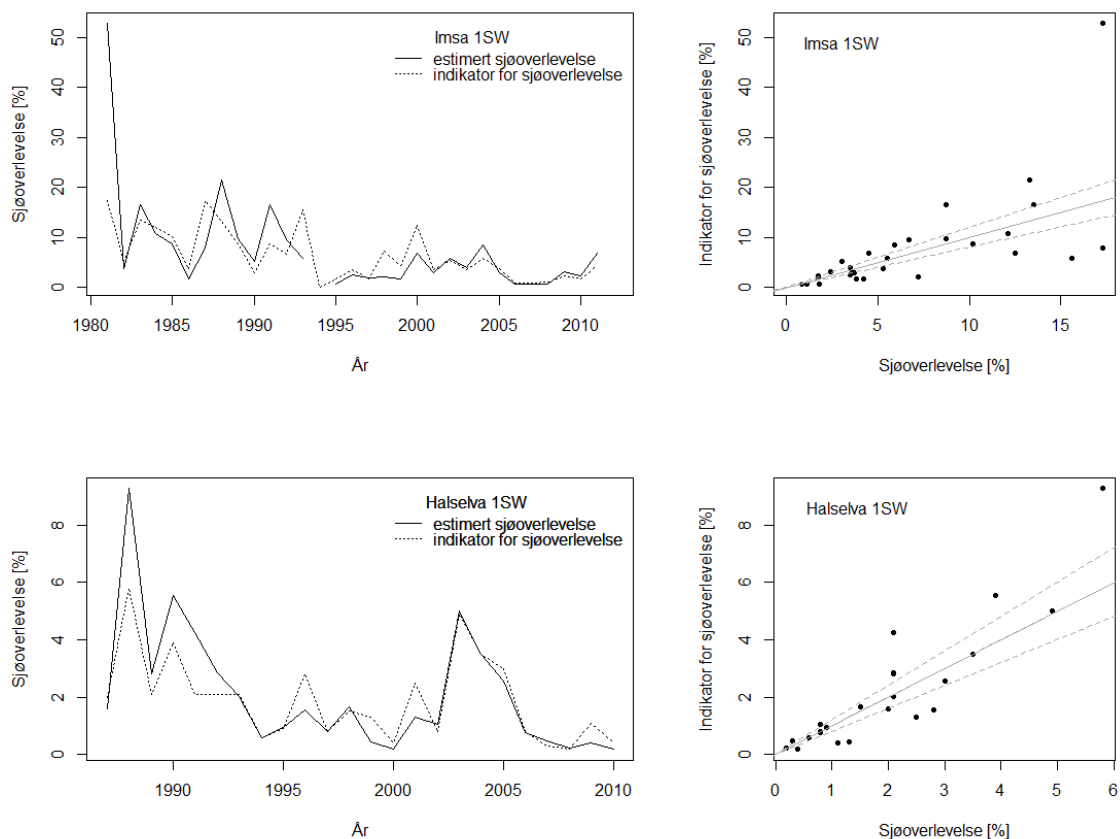 Imsa 1SW
estimert sjøoverlevelse
indikator for sjøoverlevelse
Sjøoverlevelse [%]
0
10
20
30
40
50
1980 1985 1990 1995 2000 2005 2010
År
Imsa 1SW
Indikator for sjøoverlevelse [%]
0
10
20
30
40
50
0 5 10 15
Sjøoverlevelse [%]
Halselva 1SW
estimert sjøoverlevelse
indikator for sjøoverlevelse
Sjøoverlevelse [%]
0
2
4
6
8
1990 1995 2000 2005 2010
År
Halselva 1SW
Indikator for sjøoverlevelse [%]
0
2
4
6
8
0 1 2 3 4 5 6
Sjøoverlevelse [%]